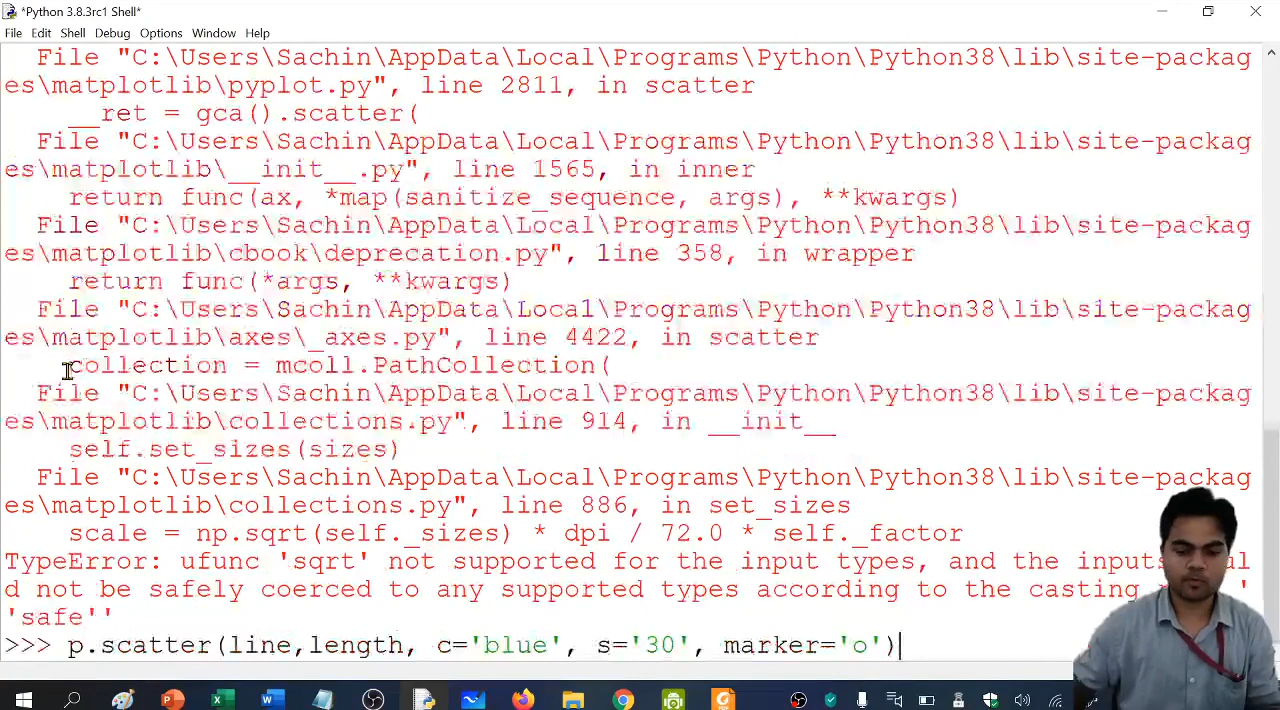 *Python 3.8.3rc1 Shell*
File Edit Shell Debug Options Window Help
File "C:\Users\Sachin\AppData\Local\Programs\Python\Python38\lib\site-packag
es\matplotlib\pyplot.py", line 2811, in scatter
__ret = gca().scatter(
File "C:\Users\Sachin\AppData\Local\Programs\Python\Python38\lib\site-packag
es\matplotlib\__init__.py", line 1565, in inner
return func(ax, *map(sanitize_sequence, args), **kwargs)
File "C:\Users\Sachin\AppData\Local\Programs\Python\Python38\lib\site-packag
es\matplotlib\cbook\deprecation.py", line 358, in wrapper
return func(*args, **kwargs)
File "C:\Users\Sachin\AppData\Local\Programs\Python\Python38\lib\site-packag
es\matplotlib\axes\_axes.py", line 4422, in scatter
collection = mcoll.PathCollection(
File "C:\Users\Sachin\AppData\Local\Programs\Python\Python38\lib\site-packag
es\matplotlib\collections.py", line 914, in __init__
self.set_sizes(sizes)
File "C:\Users\Sachin\AppData\Local\Programs\Python\Python38\lib\site-packag
es\matplotlib\collections.py", line 886, in set_sizes
scale = np.sqrt(self._sizes) * dpi / 72.0 * self._factor
TypeError: ufunc 'sqrt' not supported for the input types, and the inputs ul
d not be safely coerced to any supported types according to the casting '
'safe''
>>> p.scatter(line,length, c='blue', s='30', marker='o')